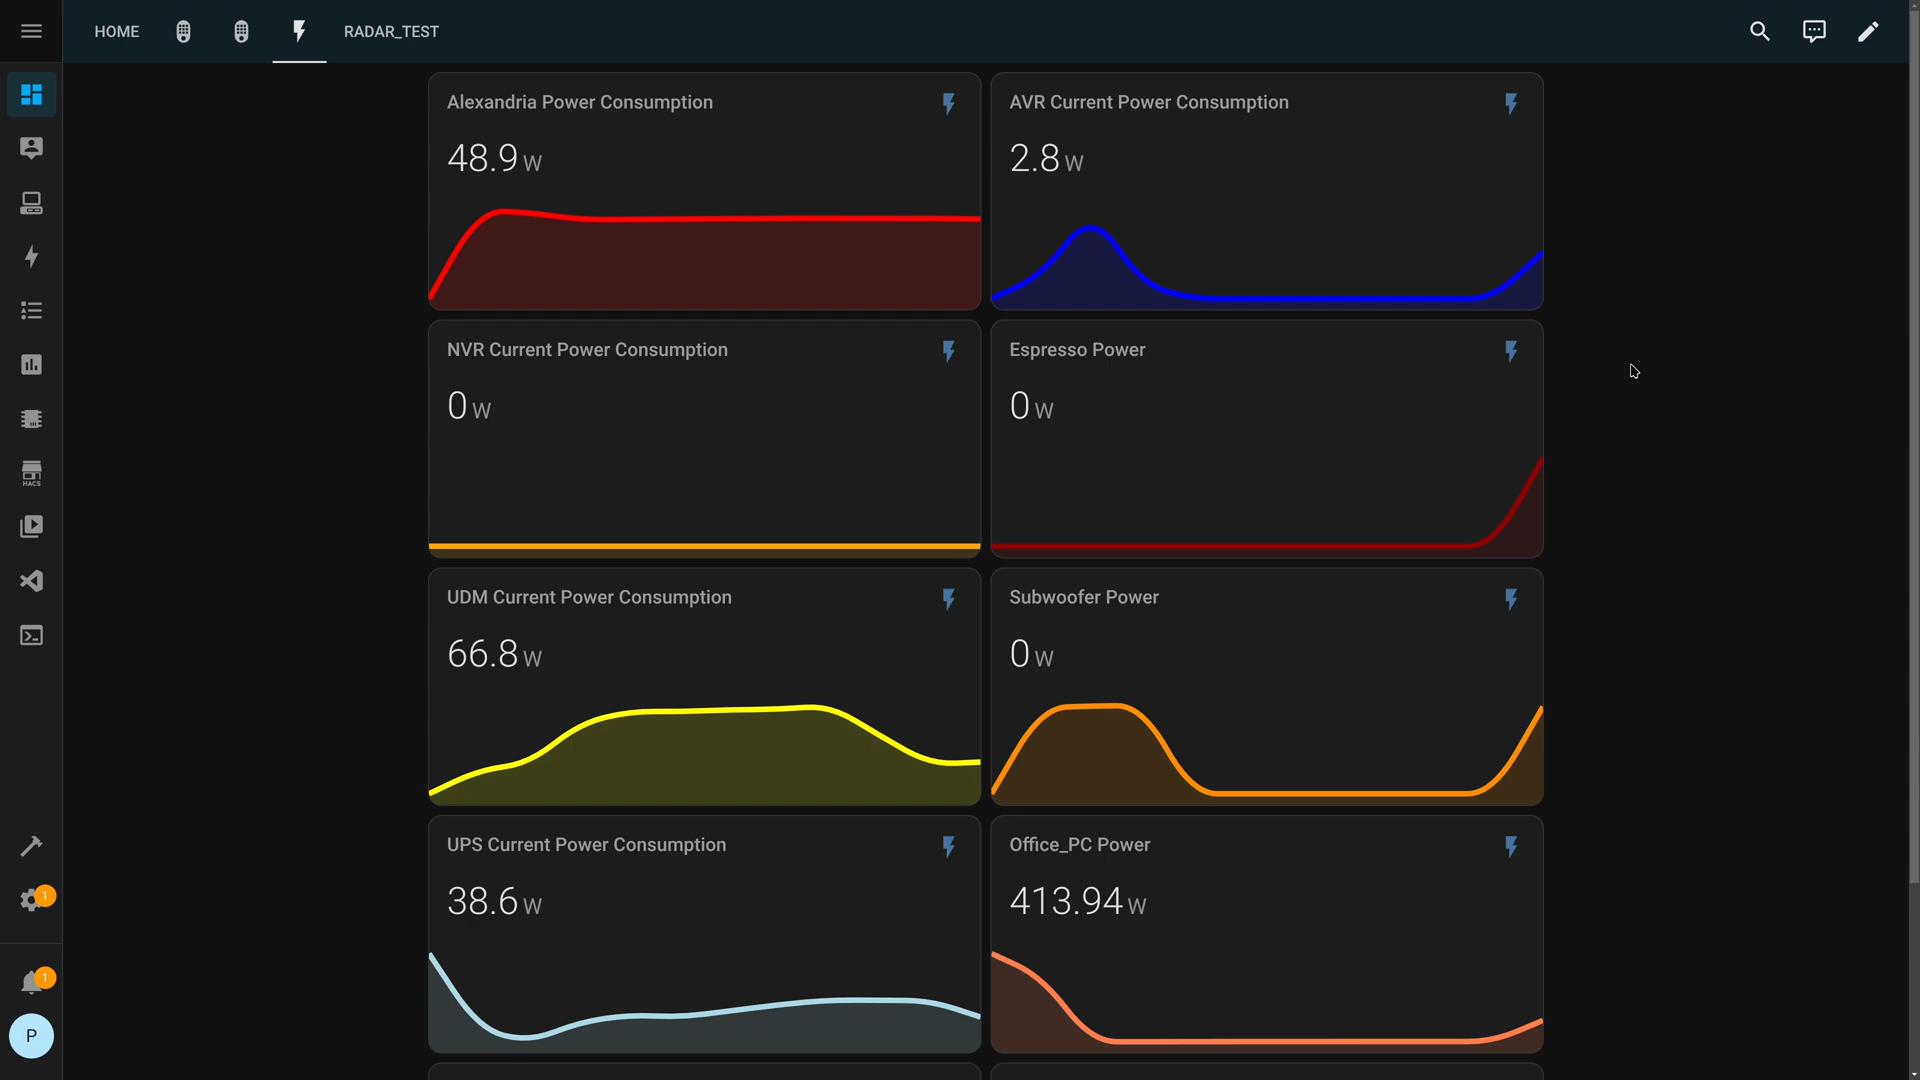 HOME
RADAR_TEST
Alexandria Power Consumption
48.9 W
AVR Current Power Consumption
2.8 W
NVR Current Power Consumption
0 W
Espresso Power
0 W
UDM Current Power Consumption
66.8 W
Subwoofer Power
0 W
UPS Current Power Consumption
38.6 W
Office_PC Power
413.94 W
HACS
1
1
P